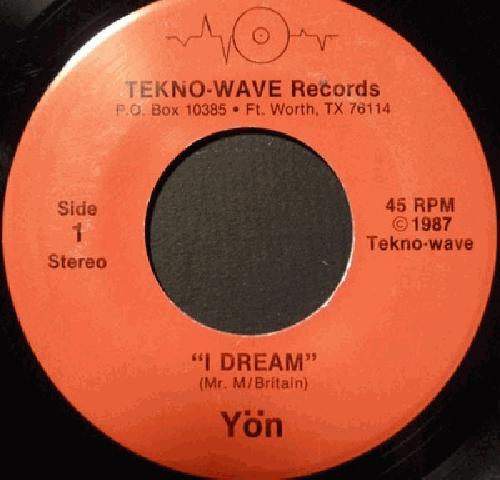 TEKNO-WAVE Records
P.O. Box 10385 • Ft. Worth, TX 76114
Side
1
Stereo
45 RPM
©1987
Tekno-wave
“I DREAM”
(Mr. M/Britain)
Yön